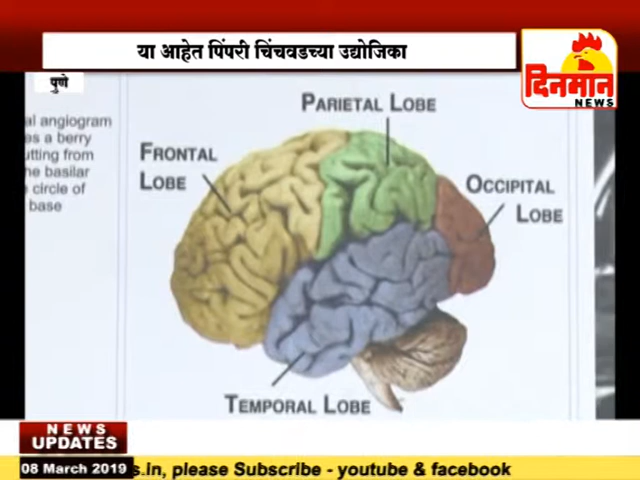 या आहेत पिंपरी चिंचवडच्या उद्योजिका
दिनमान
NEWS
पुणे
al angiogram
es a berry
utting from
he basilar
circle of
base
PARIETAL LOBE
FRONTAL
LOBE
OCCIPITAL
LOBE
TEMPORAL LOBE
NEWS
UPDATES
08 March 2019
s.in, please Subscribe - youtube & facebook